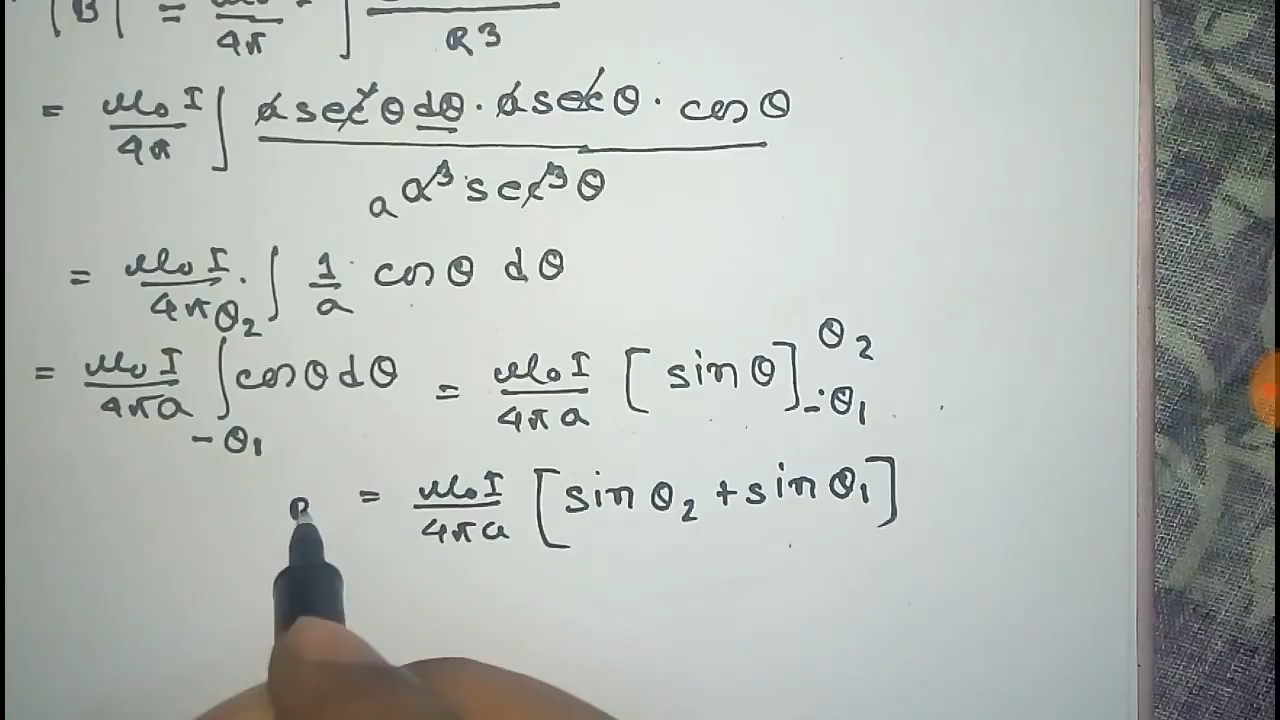 |B| = μ₀ / 4π ∫ / R3
= μ₀I / 4π ∫ a sec²θ dθ · a secθ · cosθ / a a³ sec³θ
= μ₀I / 4π · ∫ 1/a cosθ dθ
= μ₀I / 4πa ∫ -θ₁ θ₂ cosθ dθ = μ₀I / 4πa [sinθ] -θ₁ θ₂
= μ₀I / 4πa [sinθ₂ + sinθ₁]